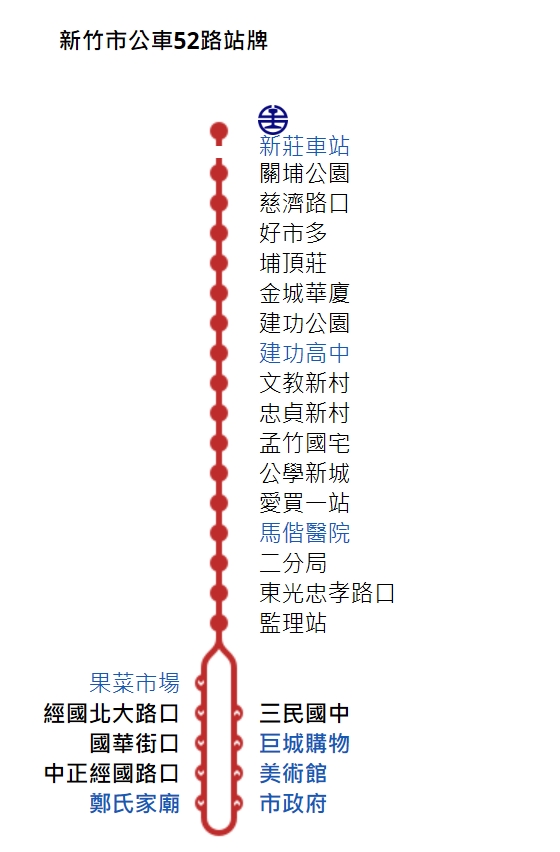 新竹市公車52路站牌
新莊車站
關埔公園
慈濟路口
好市多
埔頂莊
金城華廈
建功公園
建功高中
文教新村
忠貞新村
孟竹國宅
公學新城
愛買一站
馬偕醫院
二分局
東光忠孝路口
監理站
果菜市場
經國北大路口
三民國中
國華街口
巨城購物
中正經國路口
美術館
鄭氏家廟
市政府